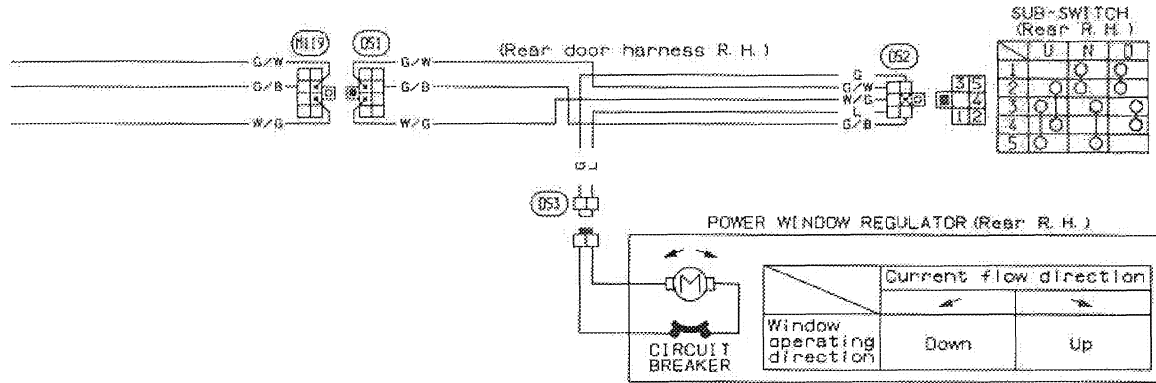 SUB-SWITCH
(Rear R.H.)
U N D
1
2
3
4
5
M119
D51
(Rear door harness R.H.)
D52
G/W
G/W
G
G/W
G/B
G/B
W/G
L
W/G
W/G
G/B
3 5
4
1 2
G L
D53
POWER WINDOW REGULATOR (Rear R.H.)
M
CIRCUIT
BREAKER
Current flow direction
Window
operating
direction
Down
Up